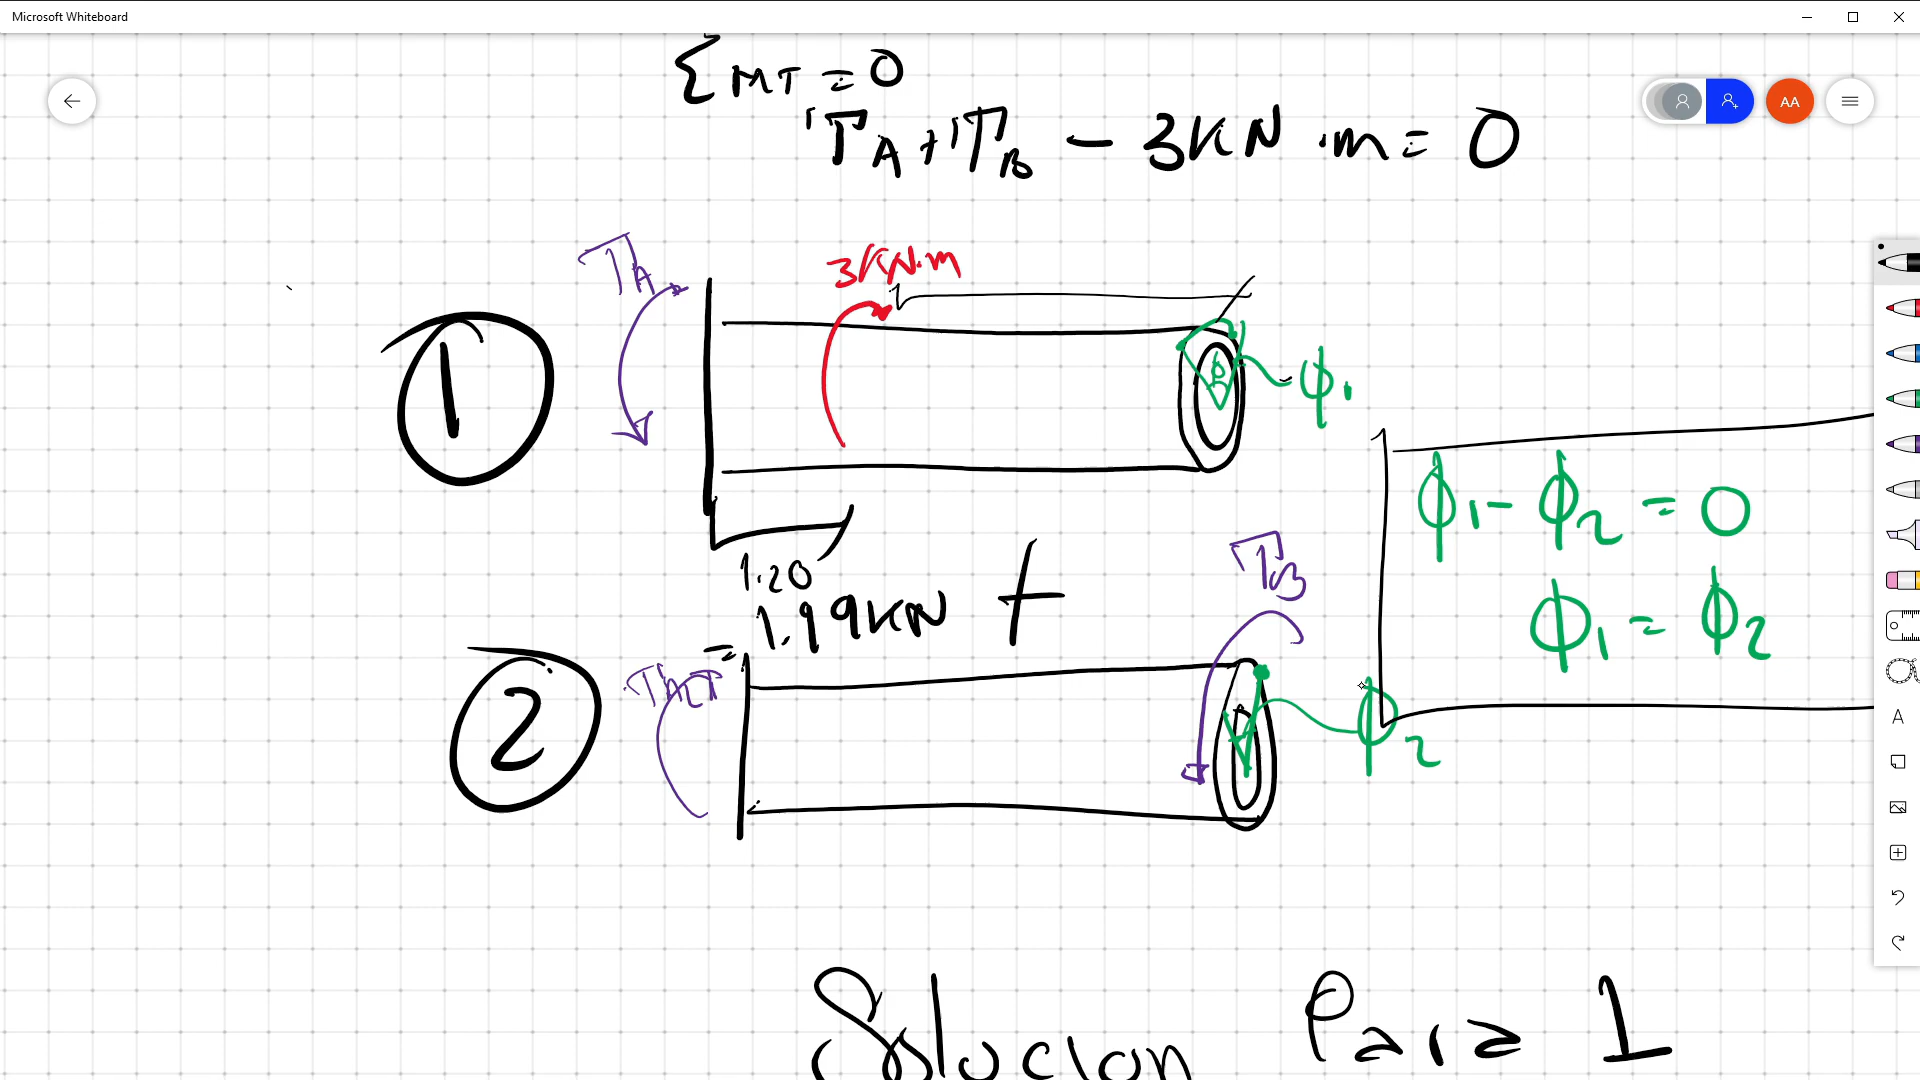 Microsoft Whiteboard
ΣMT = 0
TA + TB - 3KN.m = 0
AA
TA
3KN.m
1
ϕ1
ϕ1 - ϕ2 = 0
1.20
TB
ϕ1 = ϕ2
= 1.99KN
2
ϕ2
A
Solucion Para 1